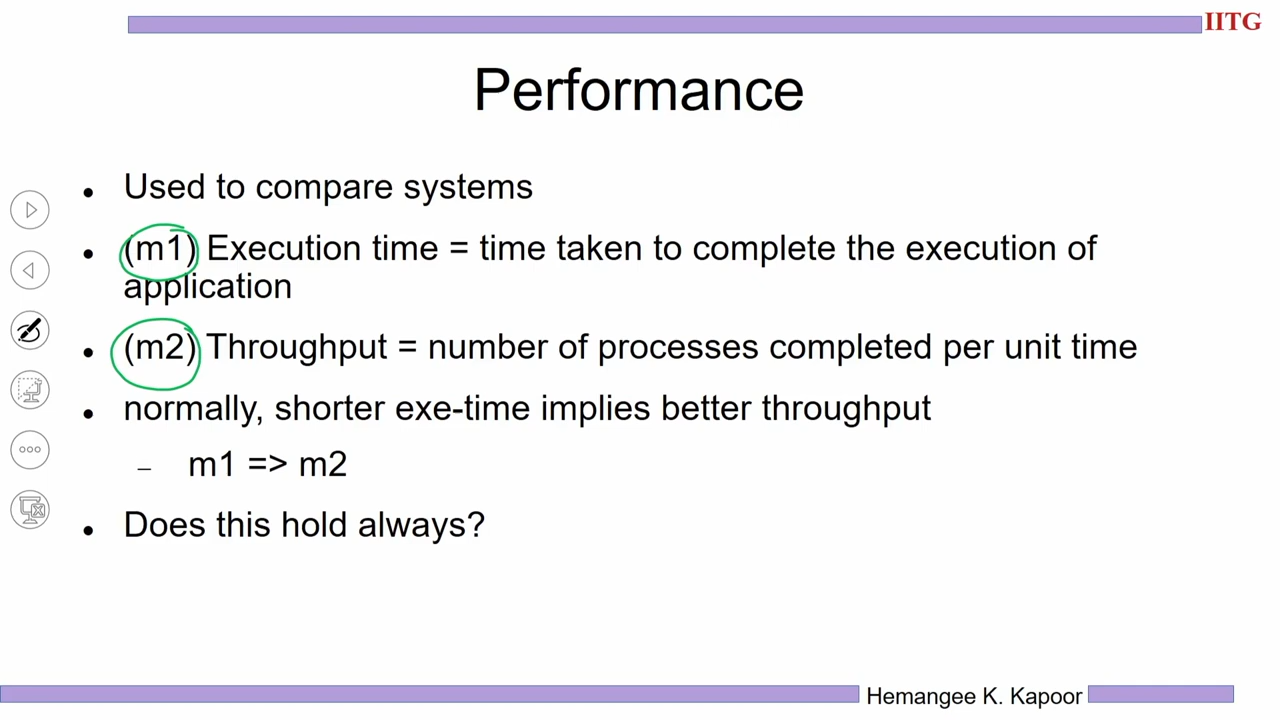 IITG
Performance
Used to compare systems
(m1) Execution time = time taken to complete the execution of
application
(m2) Throughput = number of processes completed per unit time
normally, shorter exe-time implies better throughput
– m1 => m2
Does this hold always?
Hemangee K. Kapoor